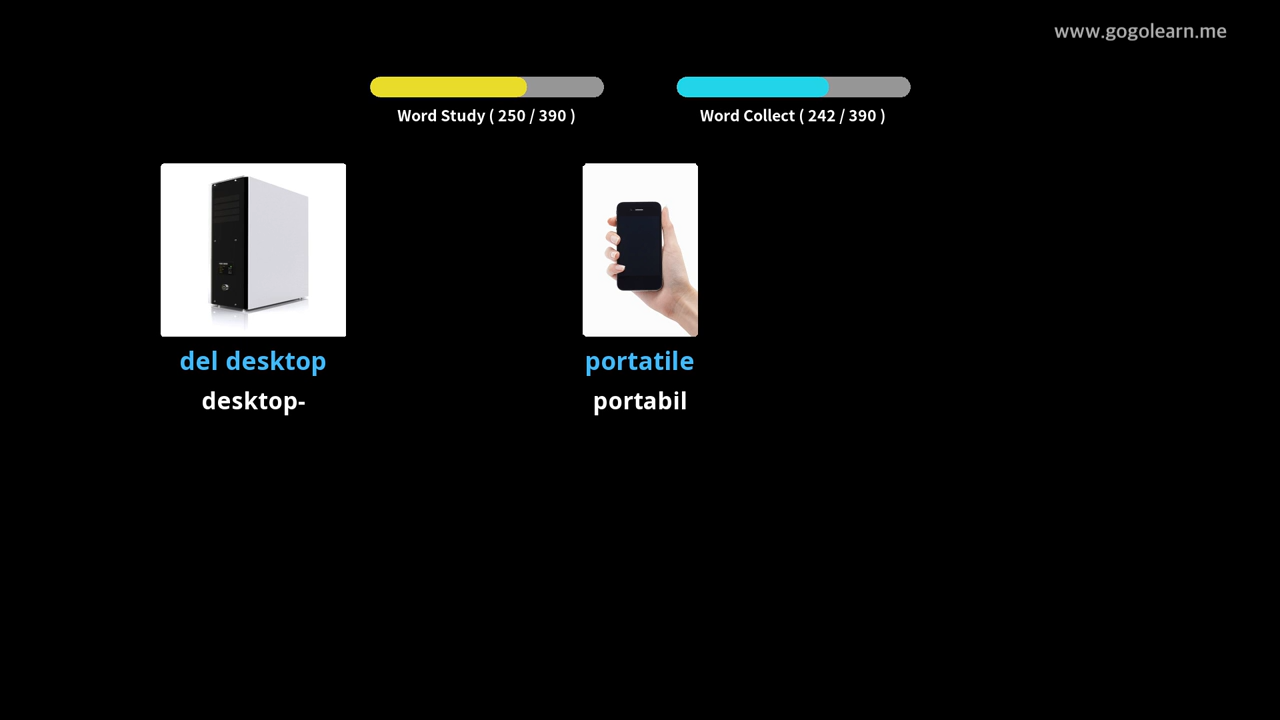 www.gogolearn.me
Word Study ( 250 / 390 )
Word Collect ( 242 / 390 )
del desktop
desktop-
portatile
portabil